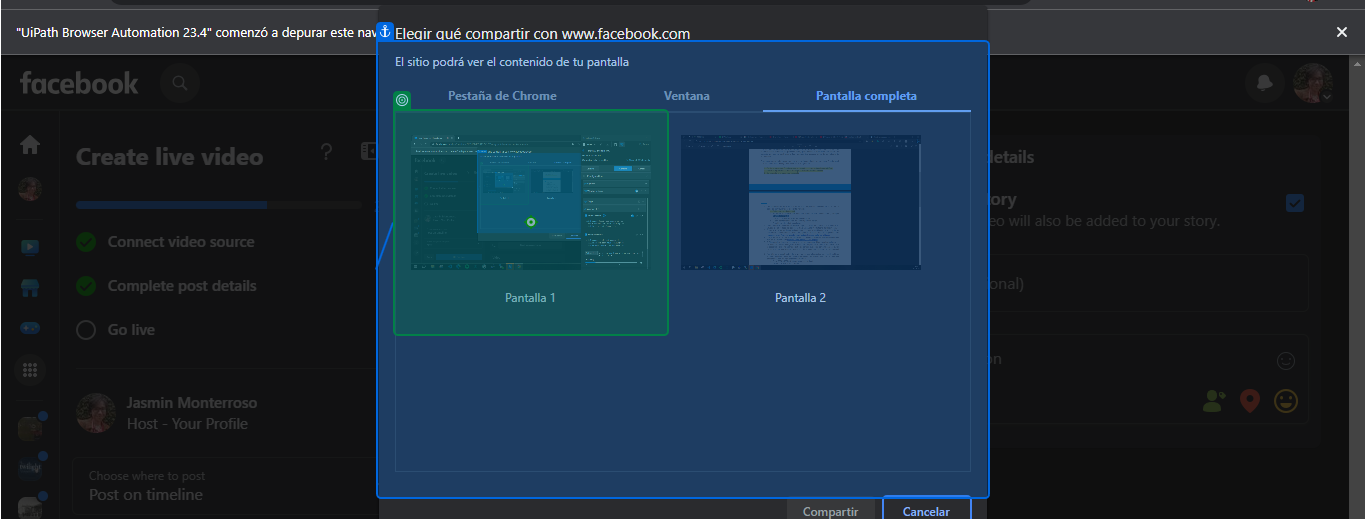 "UiPath Browser Automation 23.4" comenzó a depurar este nav
Elegir qué compartir con www.facebook.com
El sitio podrá ver el contenido de tu pantalla
Pestaña de Chrome
Ventana
Pantalla completa
Pantalla 1
Pantalla 2
Compartir
Cancelar
facebook
Create live video
?
Connect video source
Complete post details
Go live
Jasmin Monterroso
Host - Your Profile
Choose where to post
Post on timeline
details
ory
eo will also be added to your story.
onal)
on